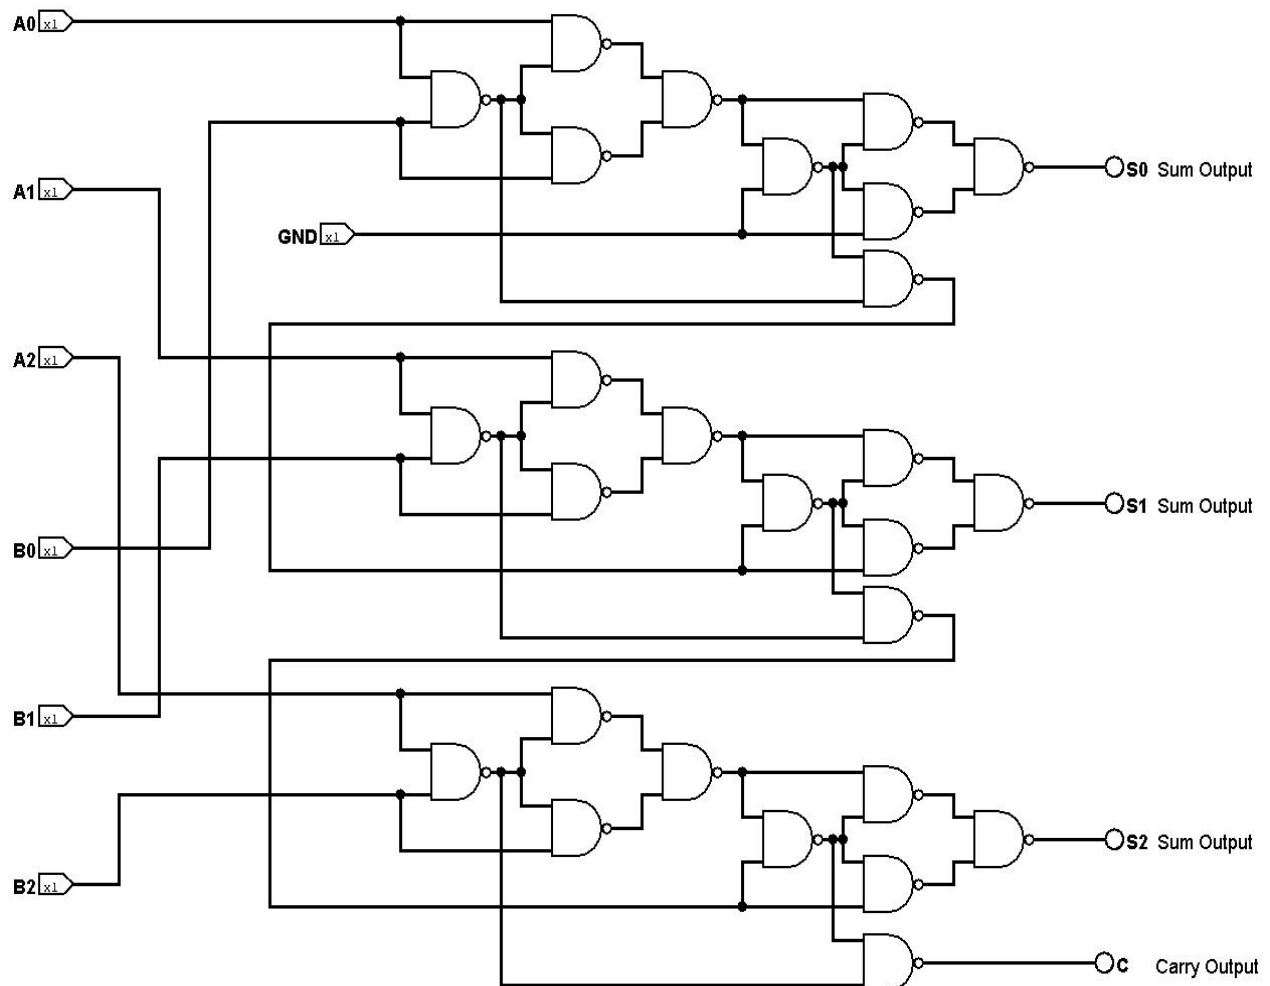 A0 x1
S0 Sum Output
A1 x1
GND x1
A2 x1
S1 Sum Output
B0 x1
B1 x1
S2 Sum Output
B2 x1
C Carry Output